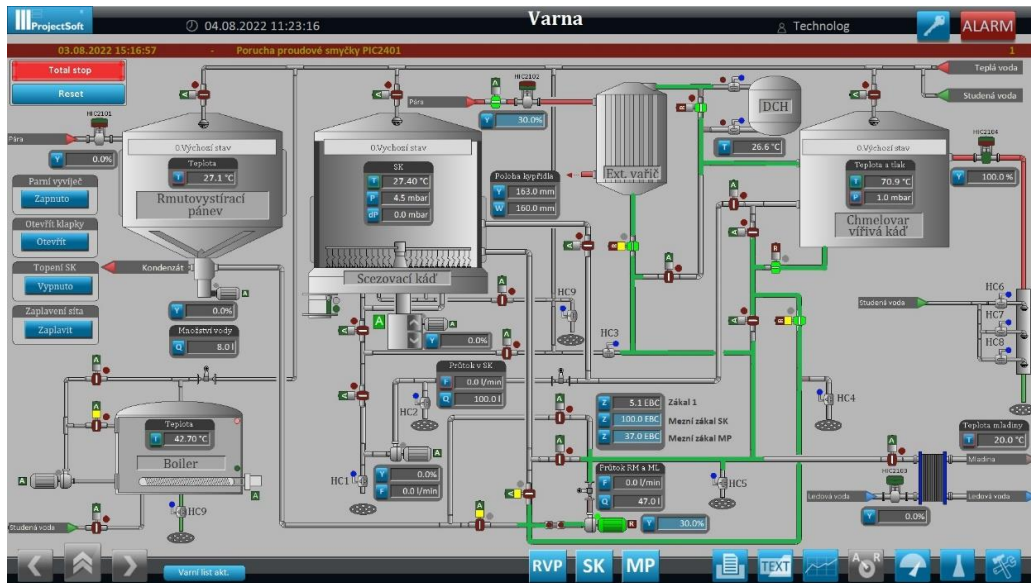 ProjectSoft
04.08.2022 11:23:16
Varna
Technolog
ALARM
03.08.2022 15:16:57 - Porucha proudové smyčky PIC2401 1
Total stop
Reset
Teplá voda
Studená voda
HIC2101
Pára
Y 0.0%
0.Výchozí stav
Teplota
T 27.1 °C
Rmutovystírací
pánev
Pára
HIC2102
Y 30.0%
0.Výchozí stav
SK
T 27.40 °C
P 4.5 mbar
dP 0.0 mbar
Scezovací káď
Poloha kypřidla
Y 163.0 mm
W 160.0 mm
Ext. vařič
DCH
T 26.6 °C
0.Výchozí stav
Teplota a tlak
T 70.9 °C
P 1.0 mbar
Chmelovar
vířivá káď
HIC2104
Y 100.0 %
Parní vyvíječ
Zapnuto
Otevřít klapky
Otevřít
Topení SK
Vypnuto
Zaplavení síta
Zaplavit
Kondenzát
Y 0.0%
Množství vody
Q 8.0 l
A
Y 0.0%
HC9
HC3
Studená voda
HC6
HC7
HC8
Průtok v SK
F 0.0 l/min
Q 100.0 l
HC2
HC4
Z 5.1 EBC Zákal 1
Z 100.0 EBC Mezní zákal SK
Z 37.0 EBC Mezní zákal MP
Teplota
T 42.70 °C
Boiler
HC9
Studená voda
HC1
Y 0.0%
F 0.0 l/min
Průtok RM a ML
F 0.0 l/min
Q 47.0 l
R Y 30.0%
HC5
Teplota mladiny
T 20.0 °C
Mladina
HIC2103
Ledová voda
Ledová voda
Y 0.0%
Varní list akt.
RVP SK MP
TEXT
A R